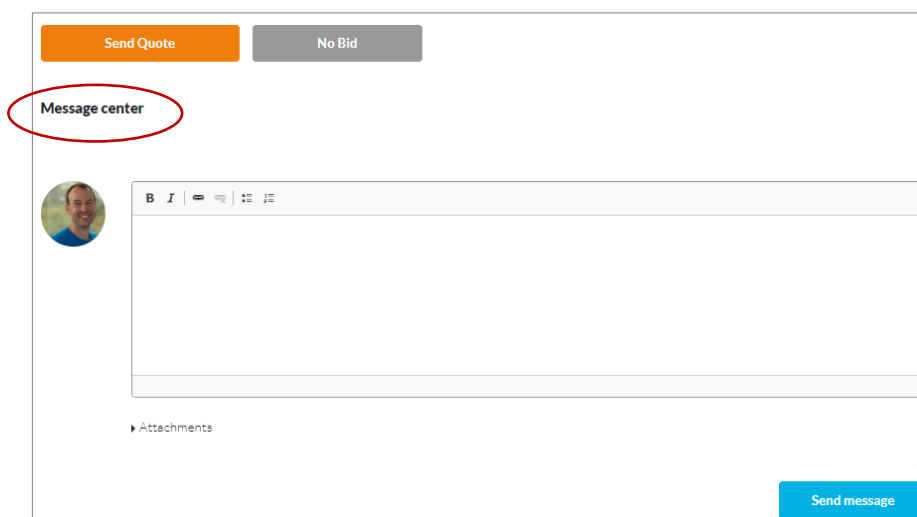 Send Quote
No Bid
Message center
B I
Attachments
Send message